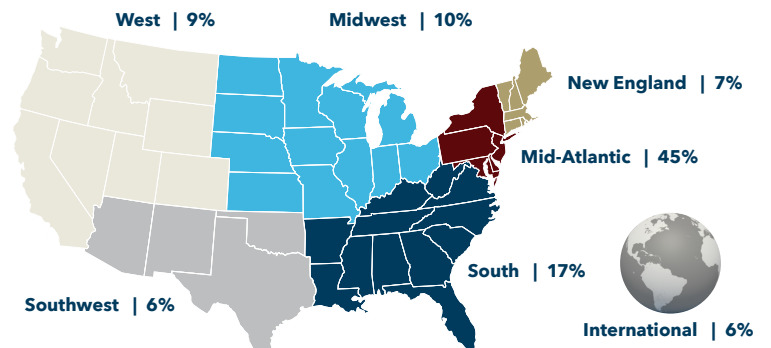 West | 9%
Midwest | 10%
New England | 7%
Mid-Atlantic | 45%
South | 17%
Southwest | 6%
International | 6%